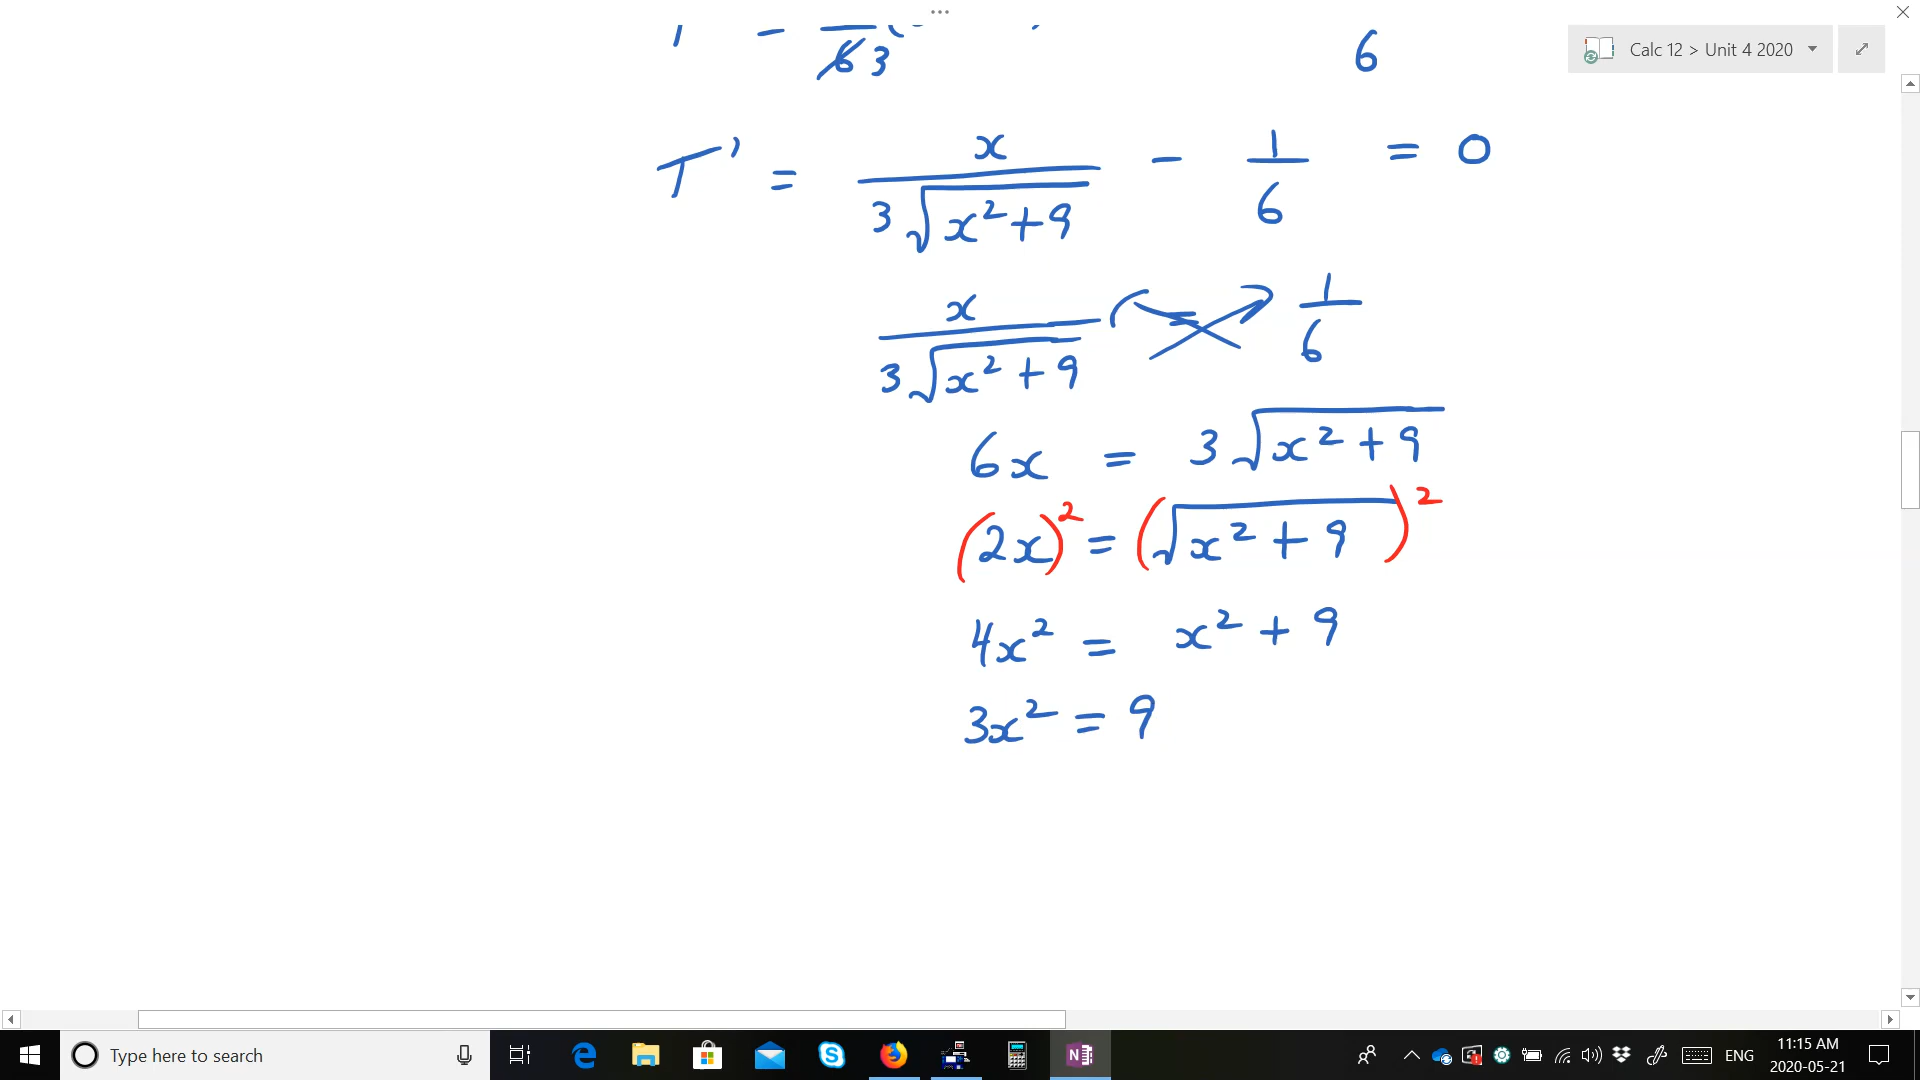 6
6 3
Calc 12 > Unit 4 2020
T' = x / 3√(x² + 9) - 1/6 = 0
x / 3√(x² + 9) = 1/6
6x = 3√(x² + 9)
(2x)² = (√(x² + 9))²
4x² = x² + 9
3x² = 9
Type here to search
N
ENG
11:15 AM
2020-05-21